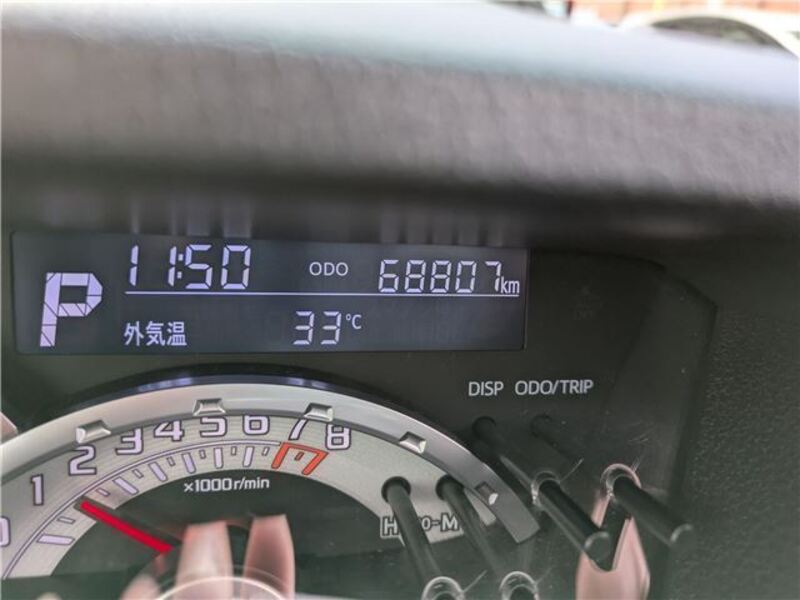 11:50 ODO 68807km
P
外気温 33℃
DISP ODO/TRIP
0 1 2 3 4 5 6 7 8
×1000r/min